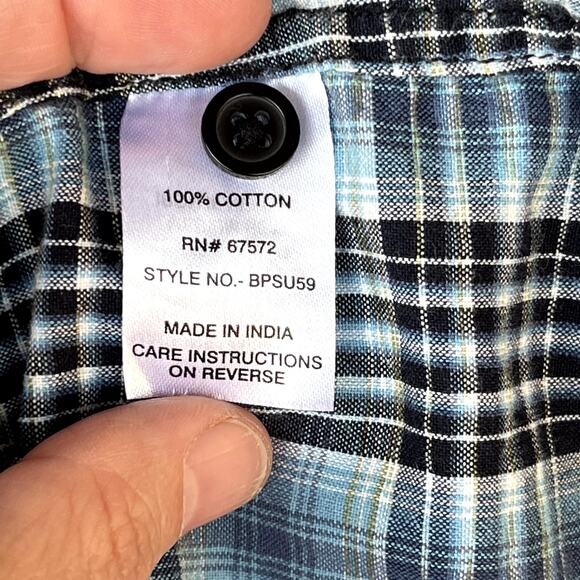 100% COTTON
RN# 67572
STYLE NO.- BPSU59
MADE IN INDIA
CARE INSTRUCTIONS
ON REVERSE